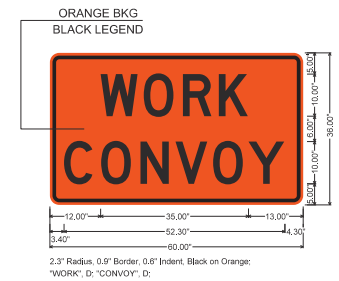 ORANGE BKG
BLACK LEGEND
WORK
CONVOY
5.00"
10.00"
6.00"
10.00"
5.00"
36.00"
12.00"
35.00"
13.00"
52.30"
3.40"
4.30"
60.00"
2.3" Radius, 0.9" Border, 0.6" Indent, Black on Orange;
"WORK", D; "CONVOY", D;